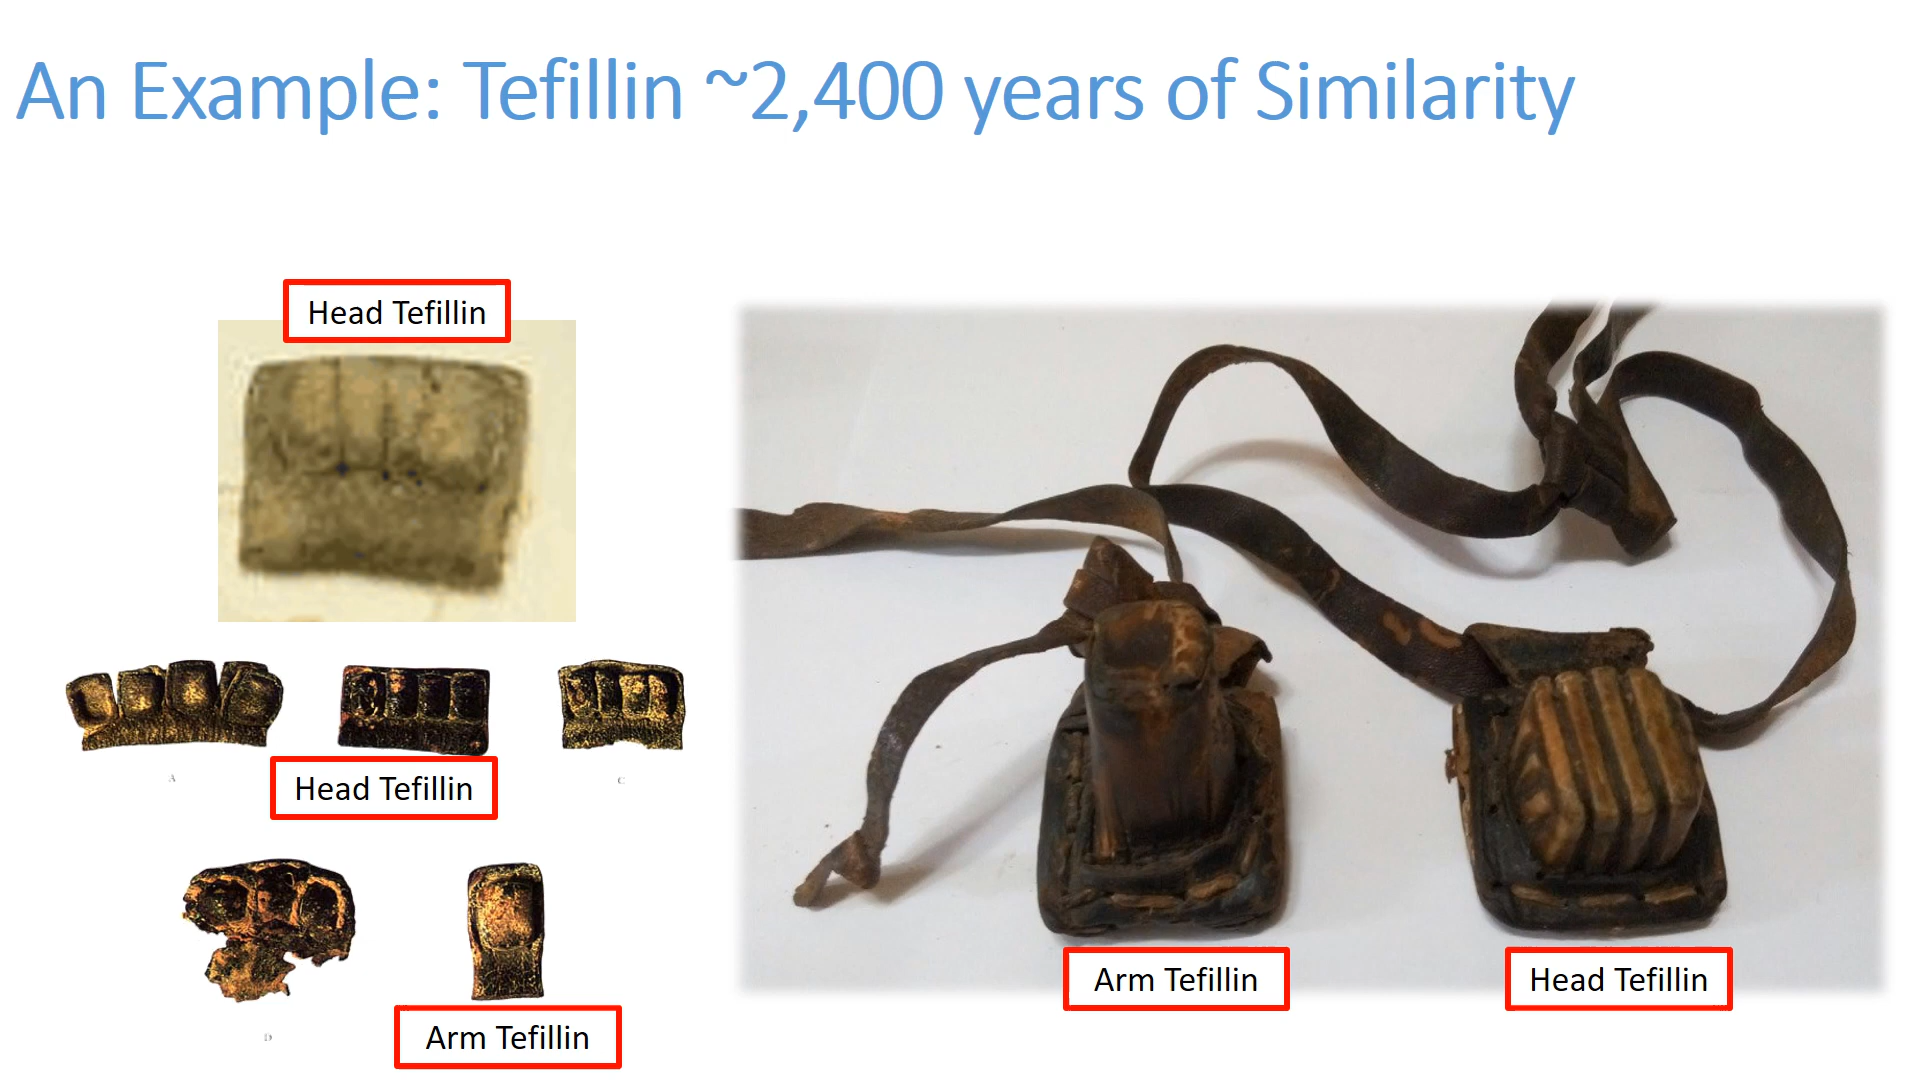 An Example: Tefillin ~2,400 years of Similarity
Head Tefillin
A
C
Head Tefillin
D
Arm Tefillin
Arm Tefillin
Head Tefillin